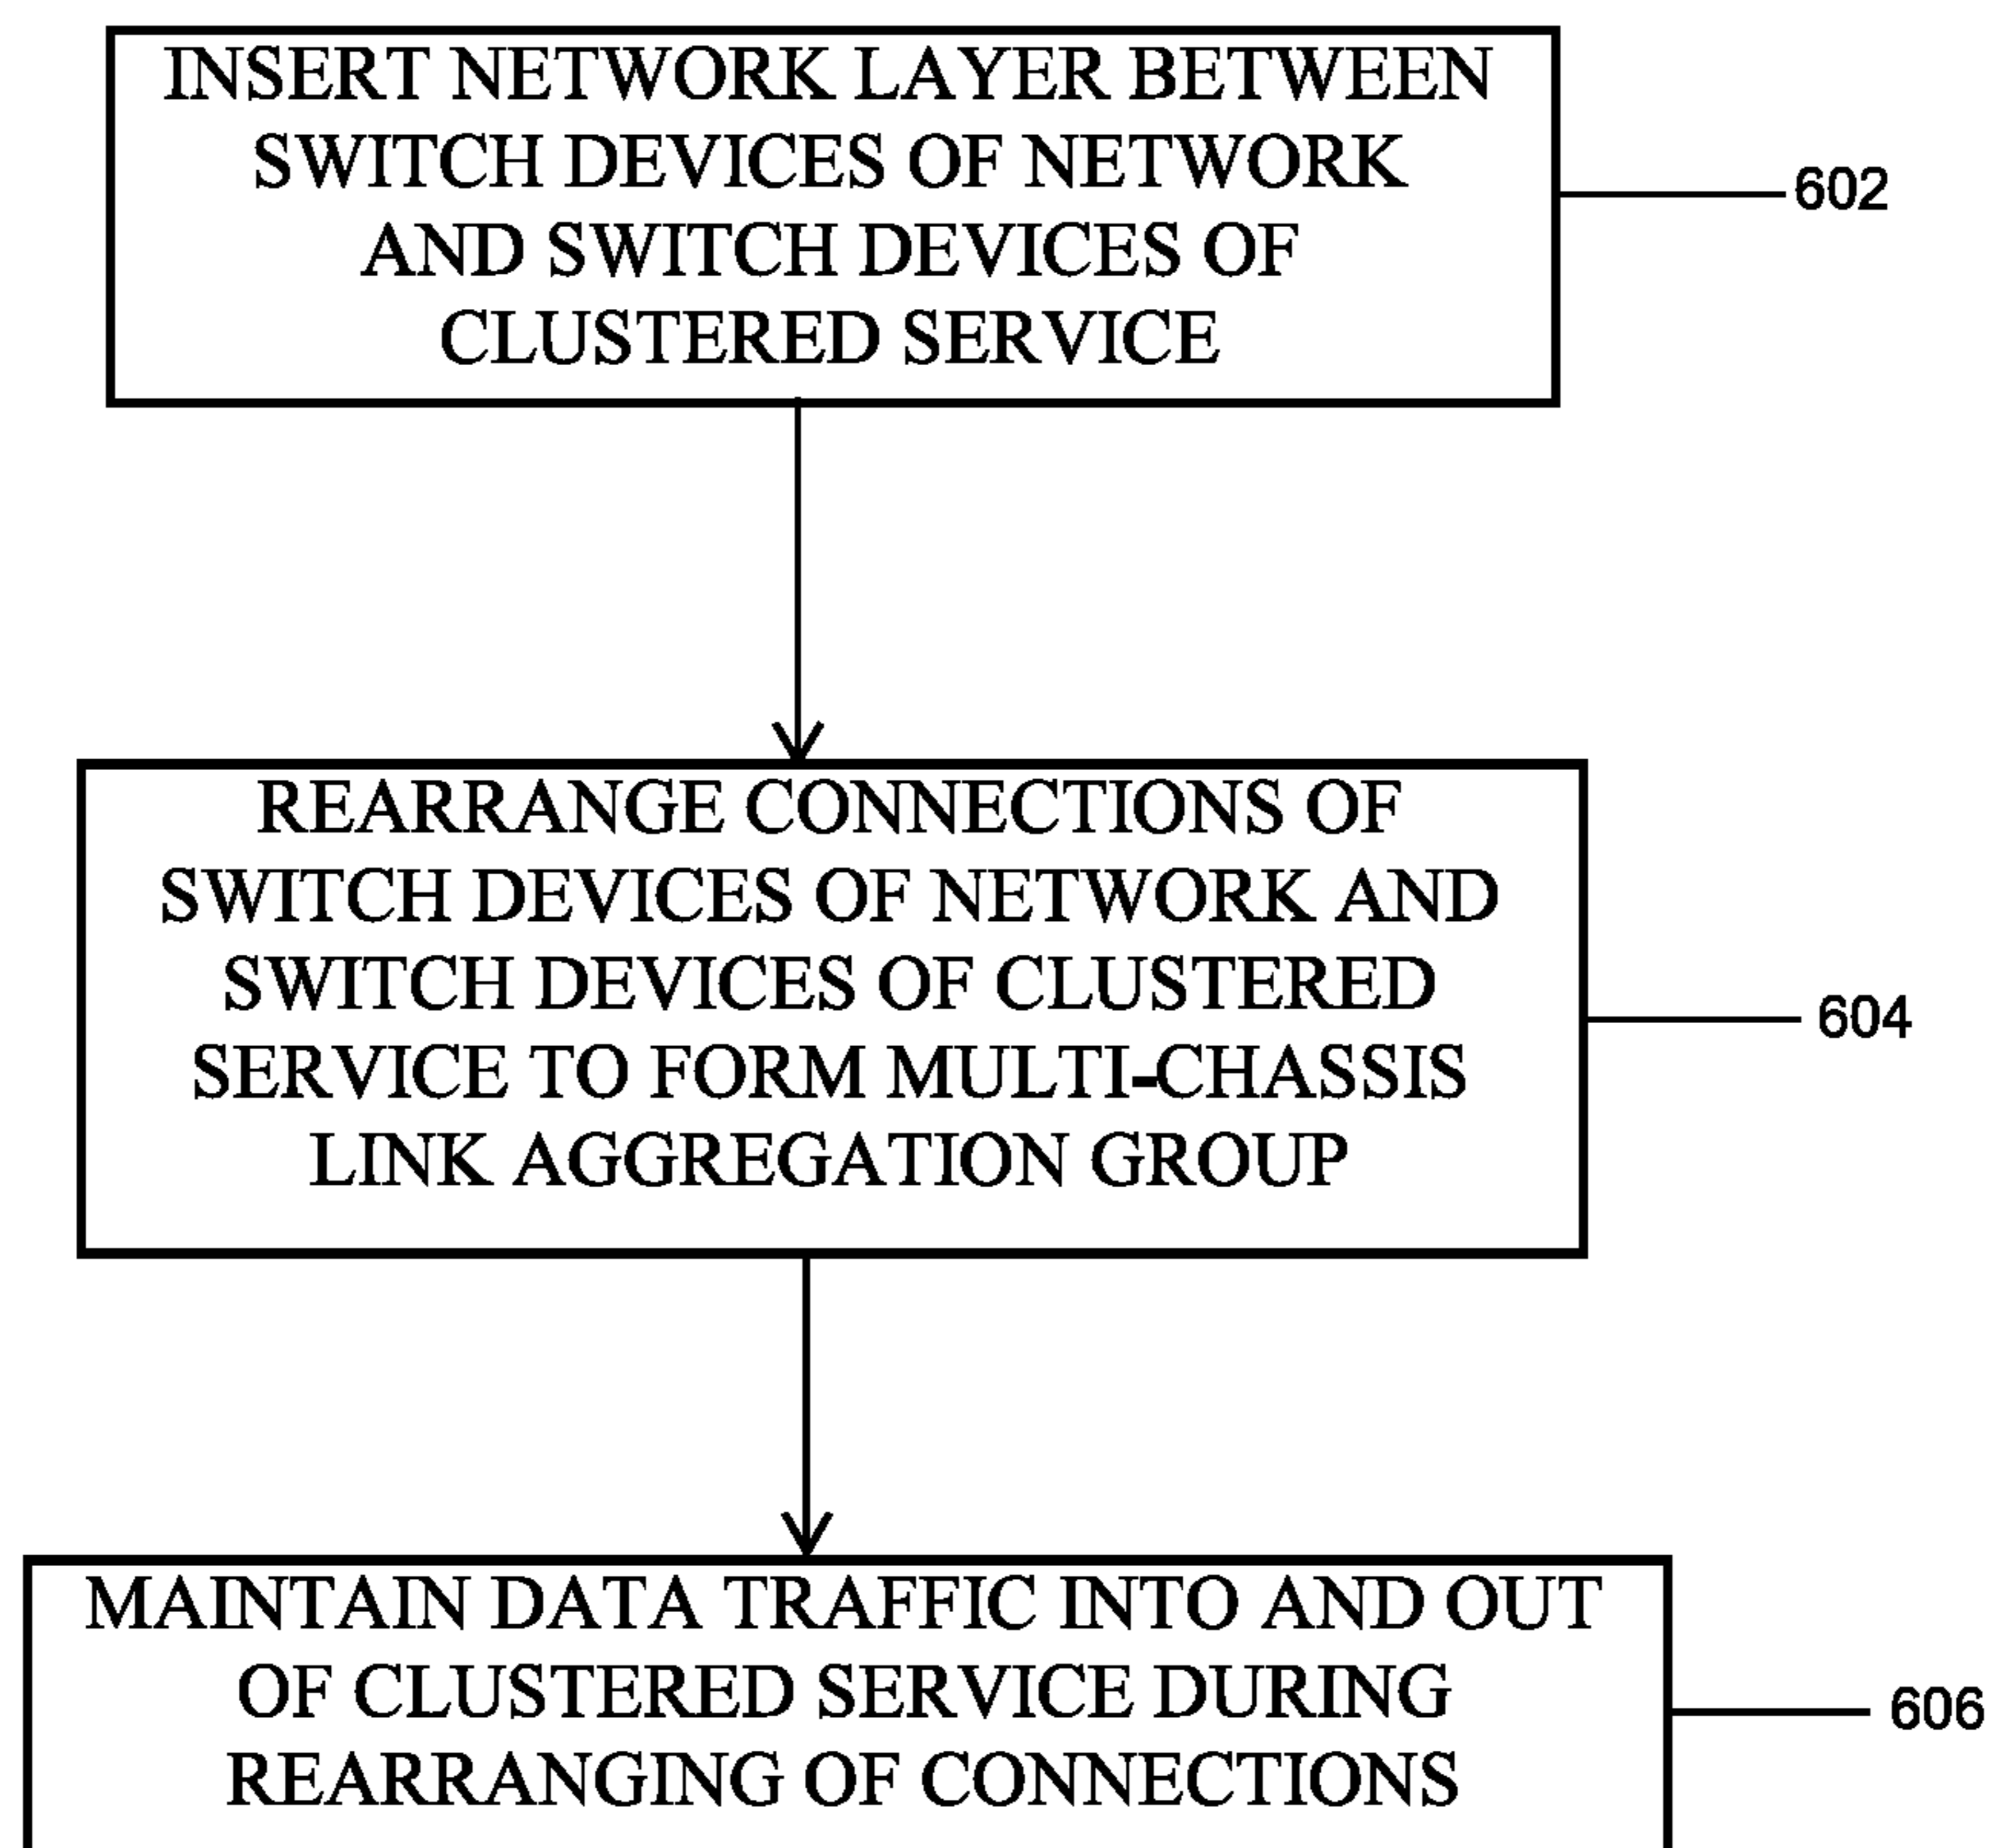 INSERT NETWORK LAYER BETWEEN
SWITCH DEVICES OF NETWORK
AND SWITCH DEVICES OF
CLUSTERED SERVICE
602
REARRANGE CONNECTIONS OF
SWITCH DEVICES OF NETWORK AND
SWITCH DEVICES OF CLUSTERED
SERVICE TO FORM MULTI-CHASSIS
LINK AGGREGATION GROUP
604
MAINTAIN DATA TRAFFIC INTO AND OUT
OF CLUSTERED SERVICE DURING
REARRANGING OF CONNECTIONS
606